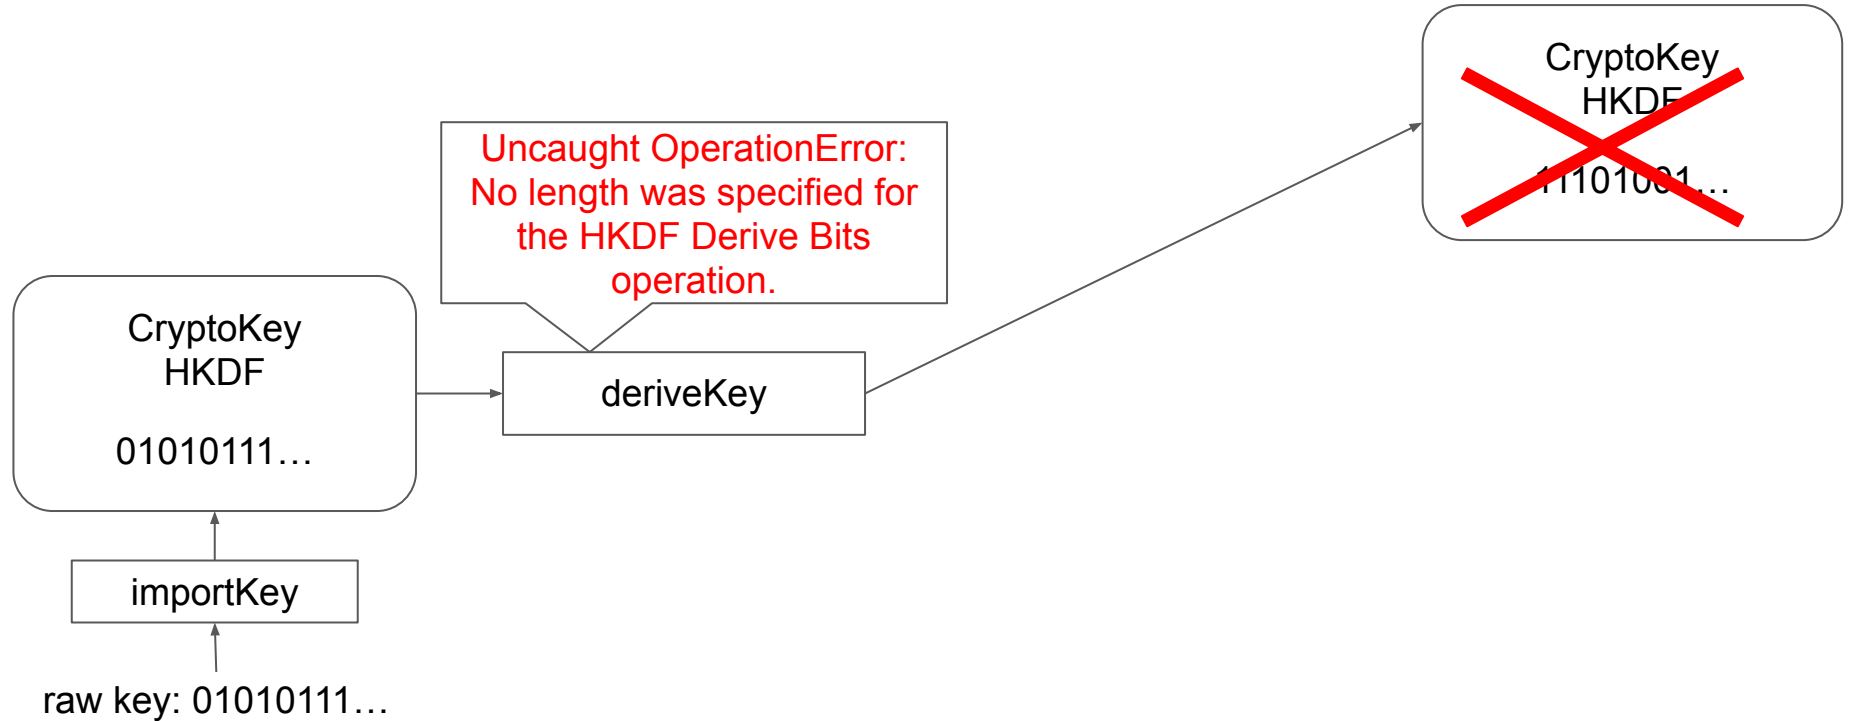 CryptoKey
HKDF
11101001…
Uncaught OperationError:
No length was specified for
the HKDF Derive Bits
operation.
CryptoKey
HKDF
01010111…
deriveKey
importKey
raw key: 01010111…